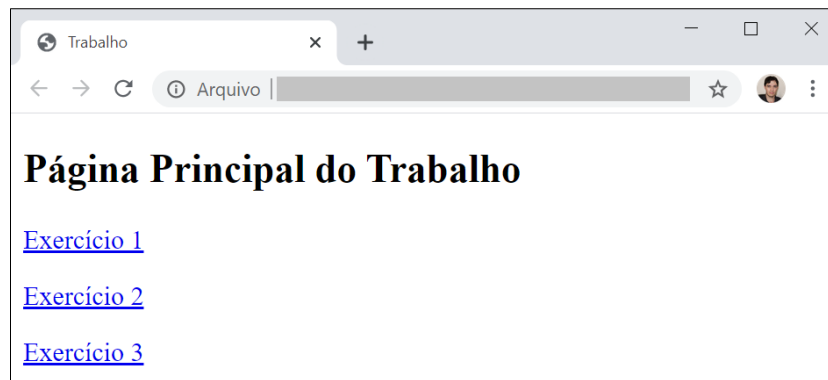 Trabalho
Arquivo
Página Principal do Trabalho
Exercício 1
Exercício 2
Exercício 3